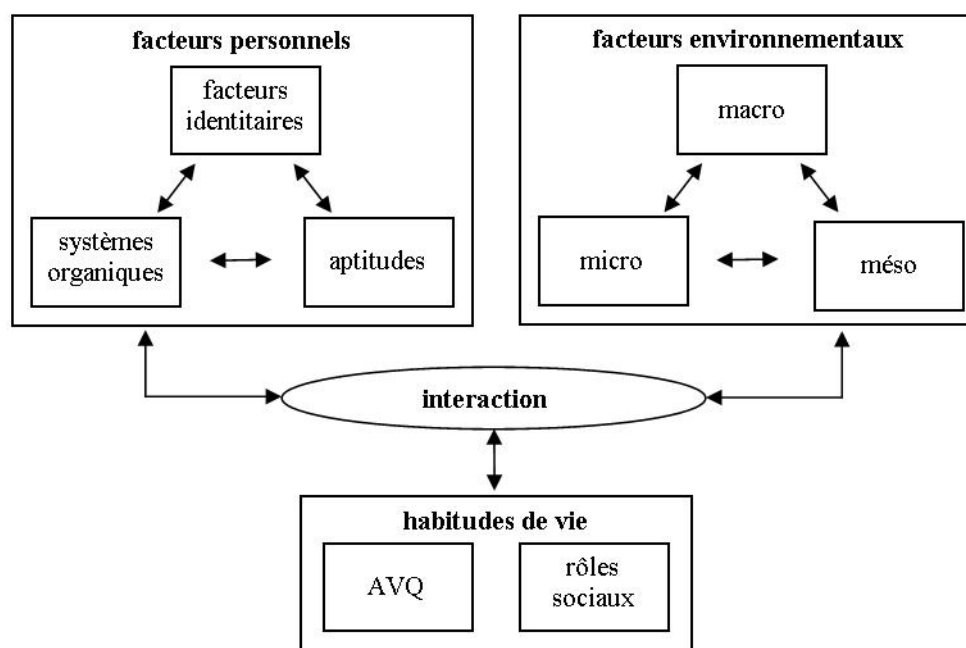 facteurs personnels
facteurs
identitaires
systèmes
organiques
aptitudes
facteurs environnementaux
macro
micro
méso
interaction
habitudes de vie
AVQ
rôles
sociaux